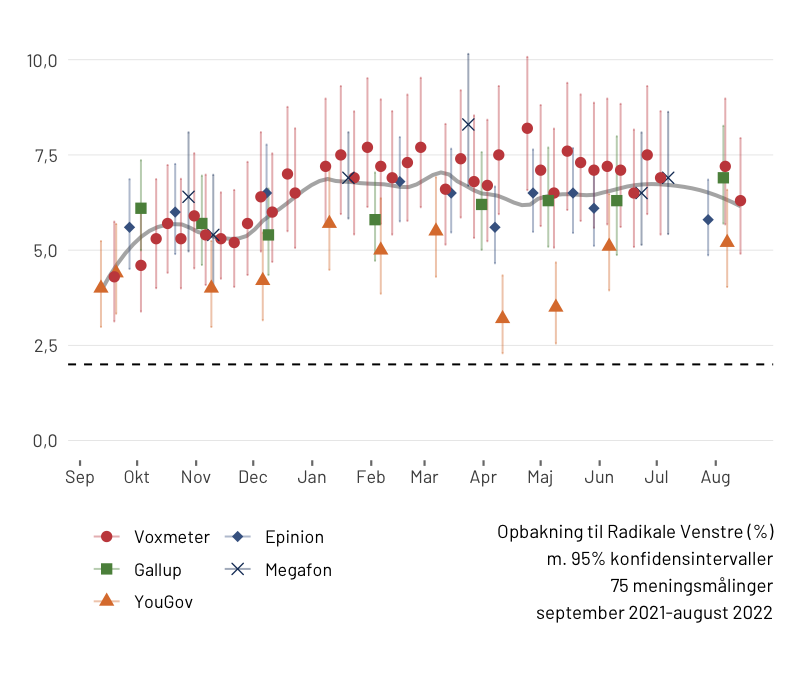 10,0
7,5
5,0
2,5
0,0
Sep Okt Nov Dec Jan Feb Mar Apr Maj Jun Jul Aug
Voxmeter Epinion
Gallup Megafon
YouGov
Opbakning til Radikale Venstre (%)
m. 95% konfidensintervaller
75 meningsmålinger
september 2021-august 2022